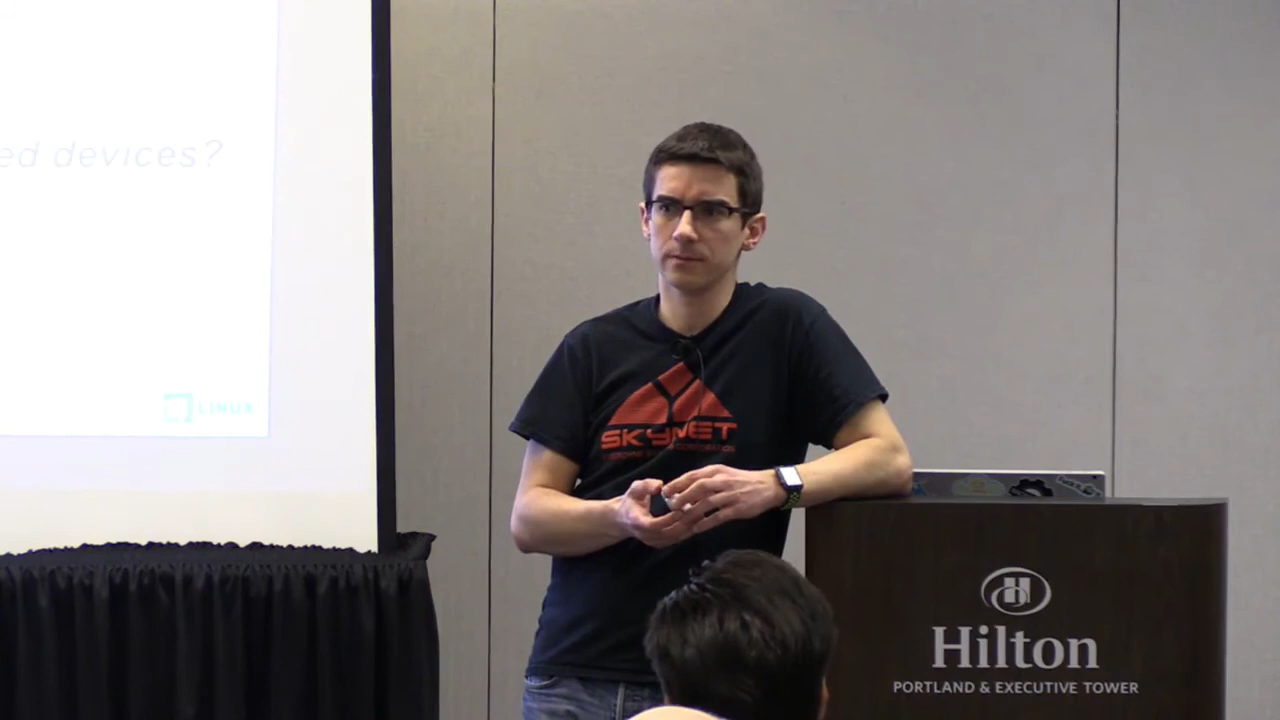 ed devices?
LINUX
SKYNET
Hilton
PORTLAND & EXECUTIVE TOWER